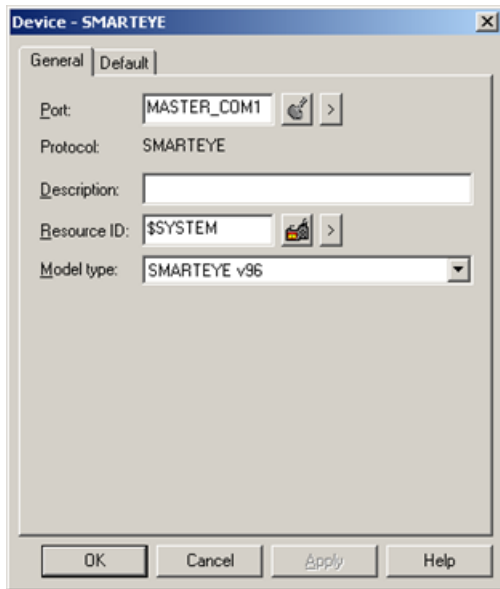 Device - SMARTEYE
General Default
Port: MASTER_COM1 >
Protocol: SMARTEYE
Description:
Resource ID: $SYSTEM >
Model type: SMARTEYE v96
OK Cancel Apply Help